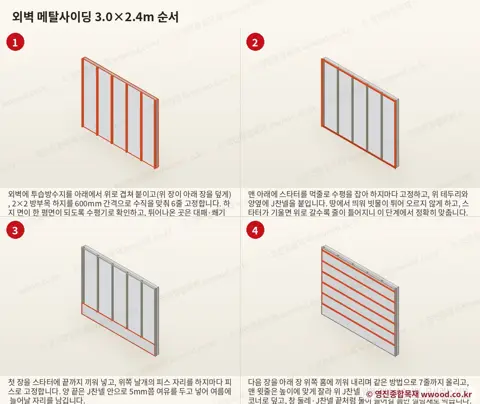 외벽 메탈사이딩 3.0×2.4m 순서
1
2
외벽에 투습방수지를 아래에서 위로 겹쳐 붙이고(위 장이 아래 장을 덮게)
, 2×2 방부목 하지를 600mm 간격으로 수직을 맞춰 6줄 고정합니다. 하
지 면이 한 평면이 되도록 수평기로 확인하고, 튀어나온 곳은 대패·쐐기
맨 아래에 스타터를 먹줄로 수평을 잡아 하지마다 고정하고, 위 테두리와
양옆에 J찬넬을 붙입니다. 땅에서 띄워 빗물이 튀어 오르지 않게 하고, 스
타터가 기울면 위로 갈수록 줄이 틀어지니 이 단계에서 정확히 맞춥니다.
3
4
첫 장을 스타터에 끝까지 끼워 넣고, 위쪽 날개의 피스 자리를 하지마다 피
스로 고정합니다. 양 끝은 J찬넬 안으로 5mm쯤 여유를 두고 넣어 여름에
늘어날 자리를 남깁니다.
다음 장을 아래 장 위쪽 홈에 끼워 내리며 같은 방법으로 7줄까지 올리고,
맨 윗줄은 높이에 맞게 잘라 위 J찬넬
코너로 덮고, 창 둘레·J찬넬
© 영진종합목재 wwood.co.kr